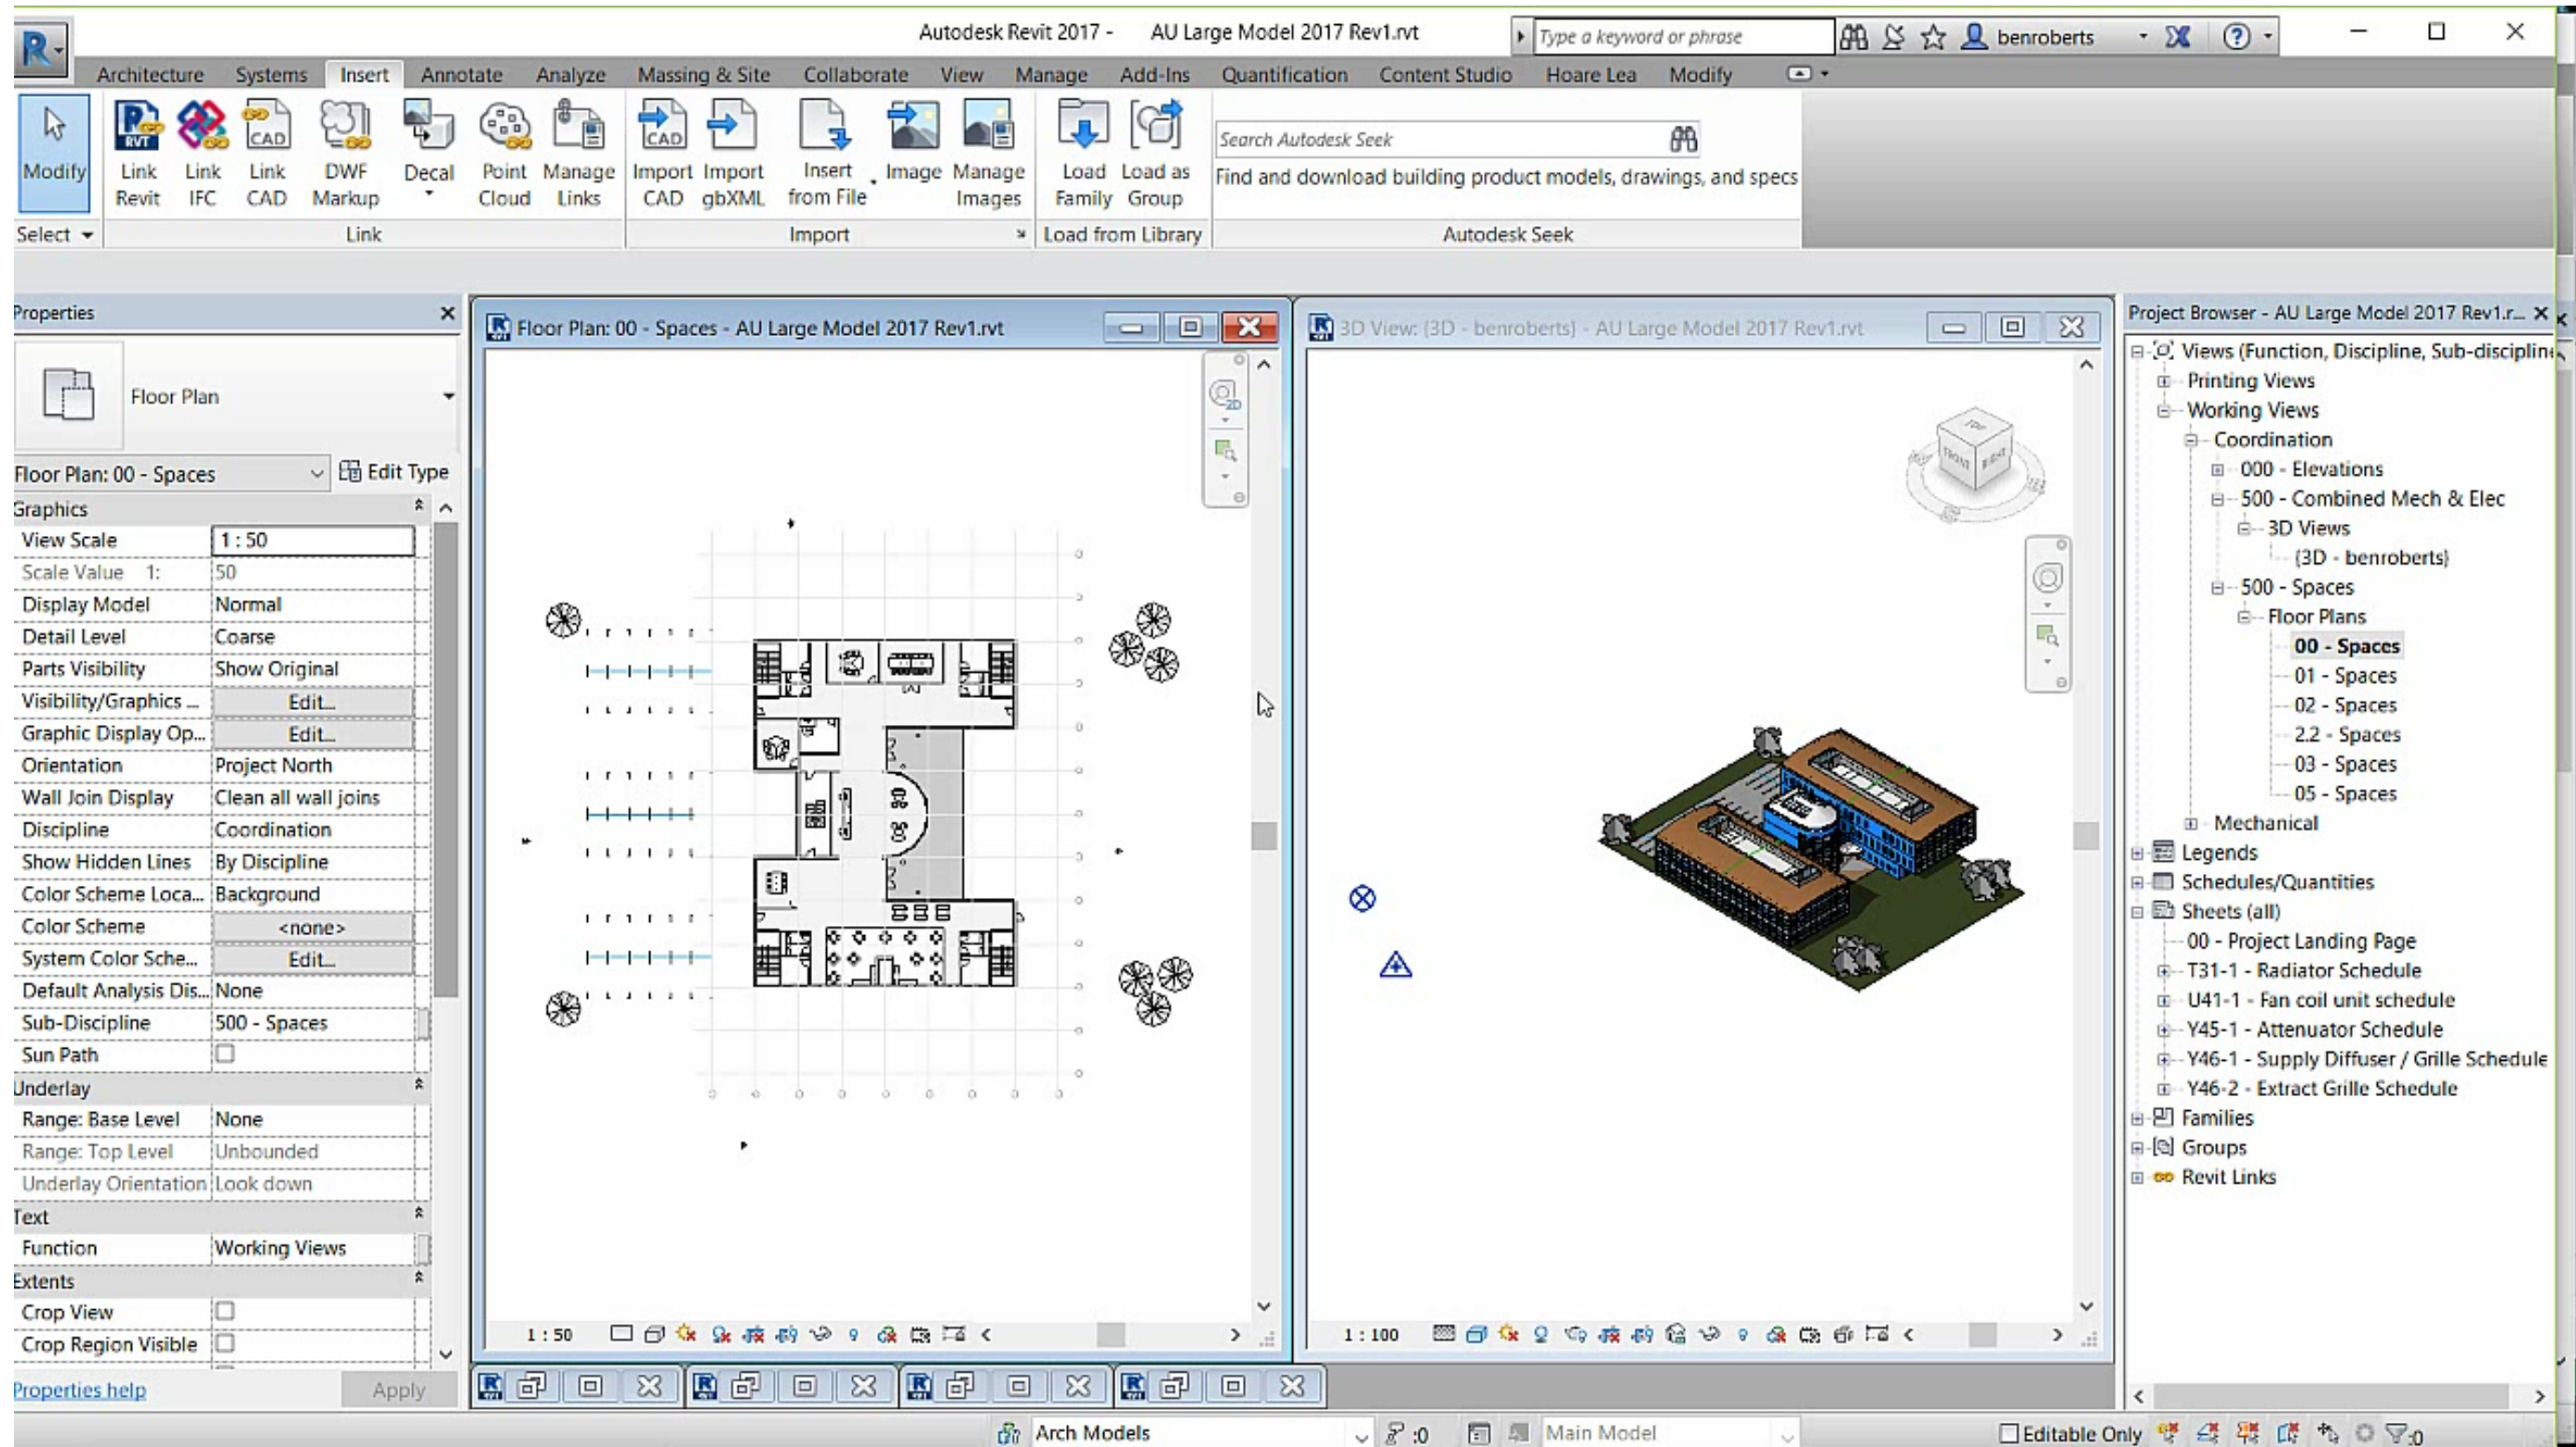 Autodesk Revit 2017 - AU Large Model 2017 Rev1.rvt
Type a keyword or phrase
benroberts
Architecture Systems Insert Annotate Analyze Massing & Site Collaborate View Manage Add-Ins Quantification Content Studio Hoare Lea Modify
Modify
Link Revit
Link IFC
Link CAD
DWF Markup
Decal
Point Cloud
Manage Links
Import CAD
Import gbXML
Insert from File
Image
Manage Images
Load Family
Load as Group
Search Autodesk Seek
Find and download building product models, drawings, and specs
Select
Link
Import
Load from Library
Autodesk Seek
Properties
Floor Plan
Floor Plan: 00 - Spaces
Edit Type
Graphics
View Scale 1 : 50
Scale Value 1: 50
Display Model Normal
Detail Level Coarse
Parts Visibility Show Original
Visibility/Graphics ... Edit...
Graphic Display Op... Edit...
Orientation Project North
Wall Join Display Clean all wall joins
Discipline Coordination
Show Hidden Lines By Discipline
Color Scheme Loca... Background
Color Scheme <none>
System Color Sche... Edit...
Default Analysis Dis... None
Sub-Discipline 500 - Spaces
Sun Path
Underlay
Range: Base Level None
Range: Top Level Unbounded
Underlay Orientation Look down
Text
Function Working Views
Extents
Crop View
Crop Region Visible
Properties help
Apply
Floor Plan: 00 - Spaces - AU Large Model 2017 Rev1.rvt
2D
1 : 50
3D View: (3D - benroberts) - AU Large Model 2017 Rev1.rvt
TOP
FRONT
RIGHT
1 : 100
Project Browser - AU Large Model 2017 Rev1.r...
Views (Function, Discipline, Sub-discipline
Printing Views
Working Views
Coordination
000 - Elevations
500 - Combined Mech & Elec
3D Views
(3D - benroberts)
500 - Spaces
Floor Plans
00 - Spaces
01 - Spaces
02 - Spaces
2.2 - Spaces
03 - Spaces
05 - Spaces
Mechanical
Legends
Schedules/Quantities
Sheets (all)
00 - Project Landing Page
T31-1 - Radiator Schedule
U41-1 - Fan coil unit schedule
Y45-1 - Attenuator Schedule
Y46-1 - Supply Diffuser / Grille Schedule
Y46-2 - Extract Grille Schedule
Families
Groups
Revit Links
Arch Models
:0
Main Model
Editable Only
:0